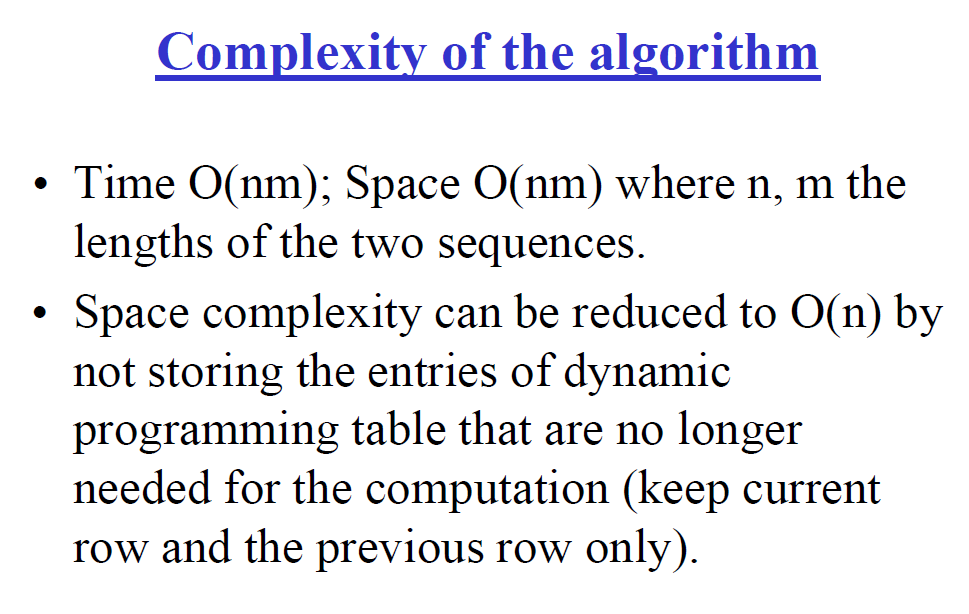 Complexity of the algorithm
• Time O(nm); Space O(nm) where n, m the
lengths of the two sequences.
• Space complexity can be reduced to O(n) by
not storing the entries of dynamic
programming table that are no longer
needed for the computation (keep current
row and the previous row only).